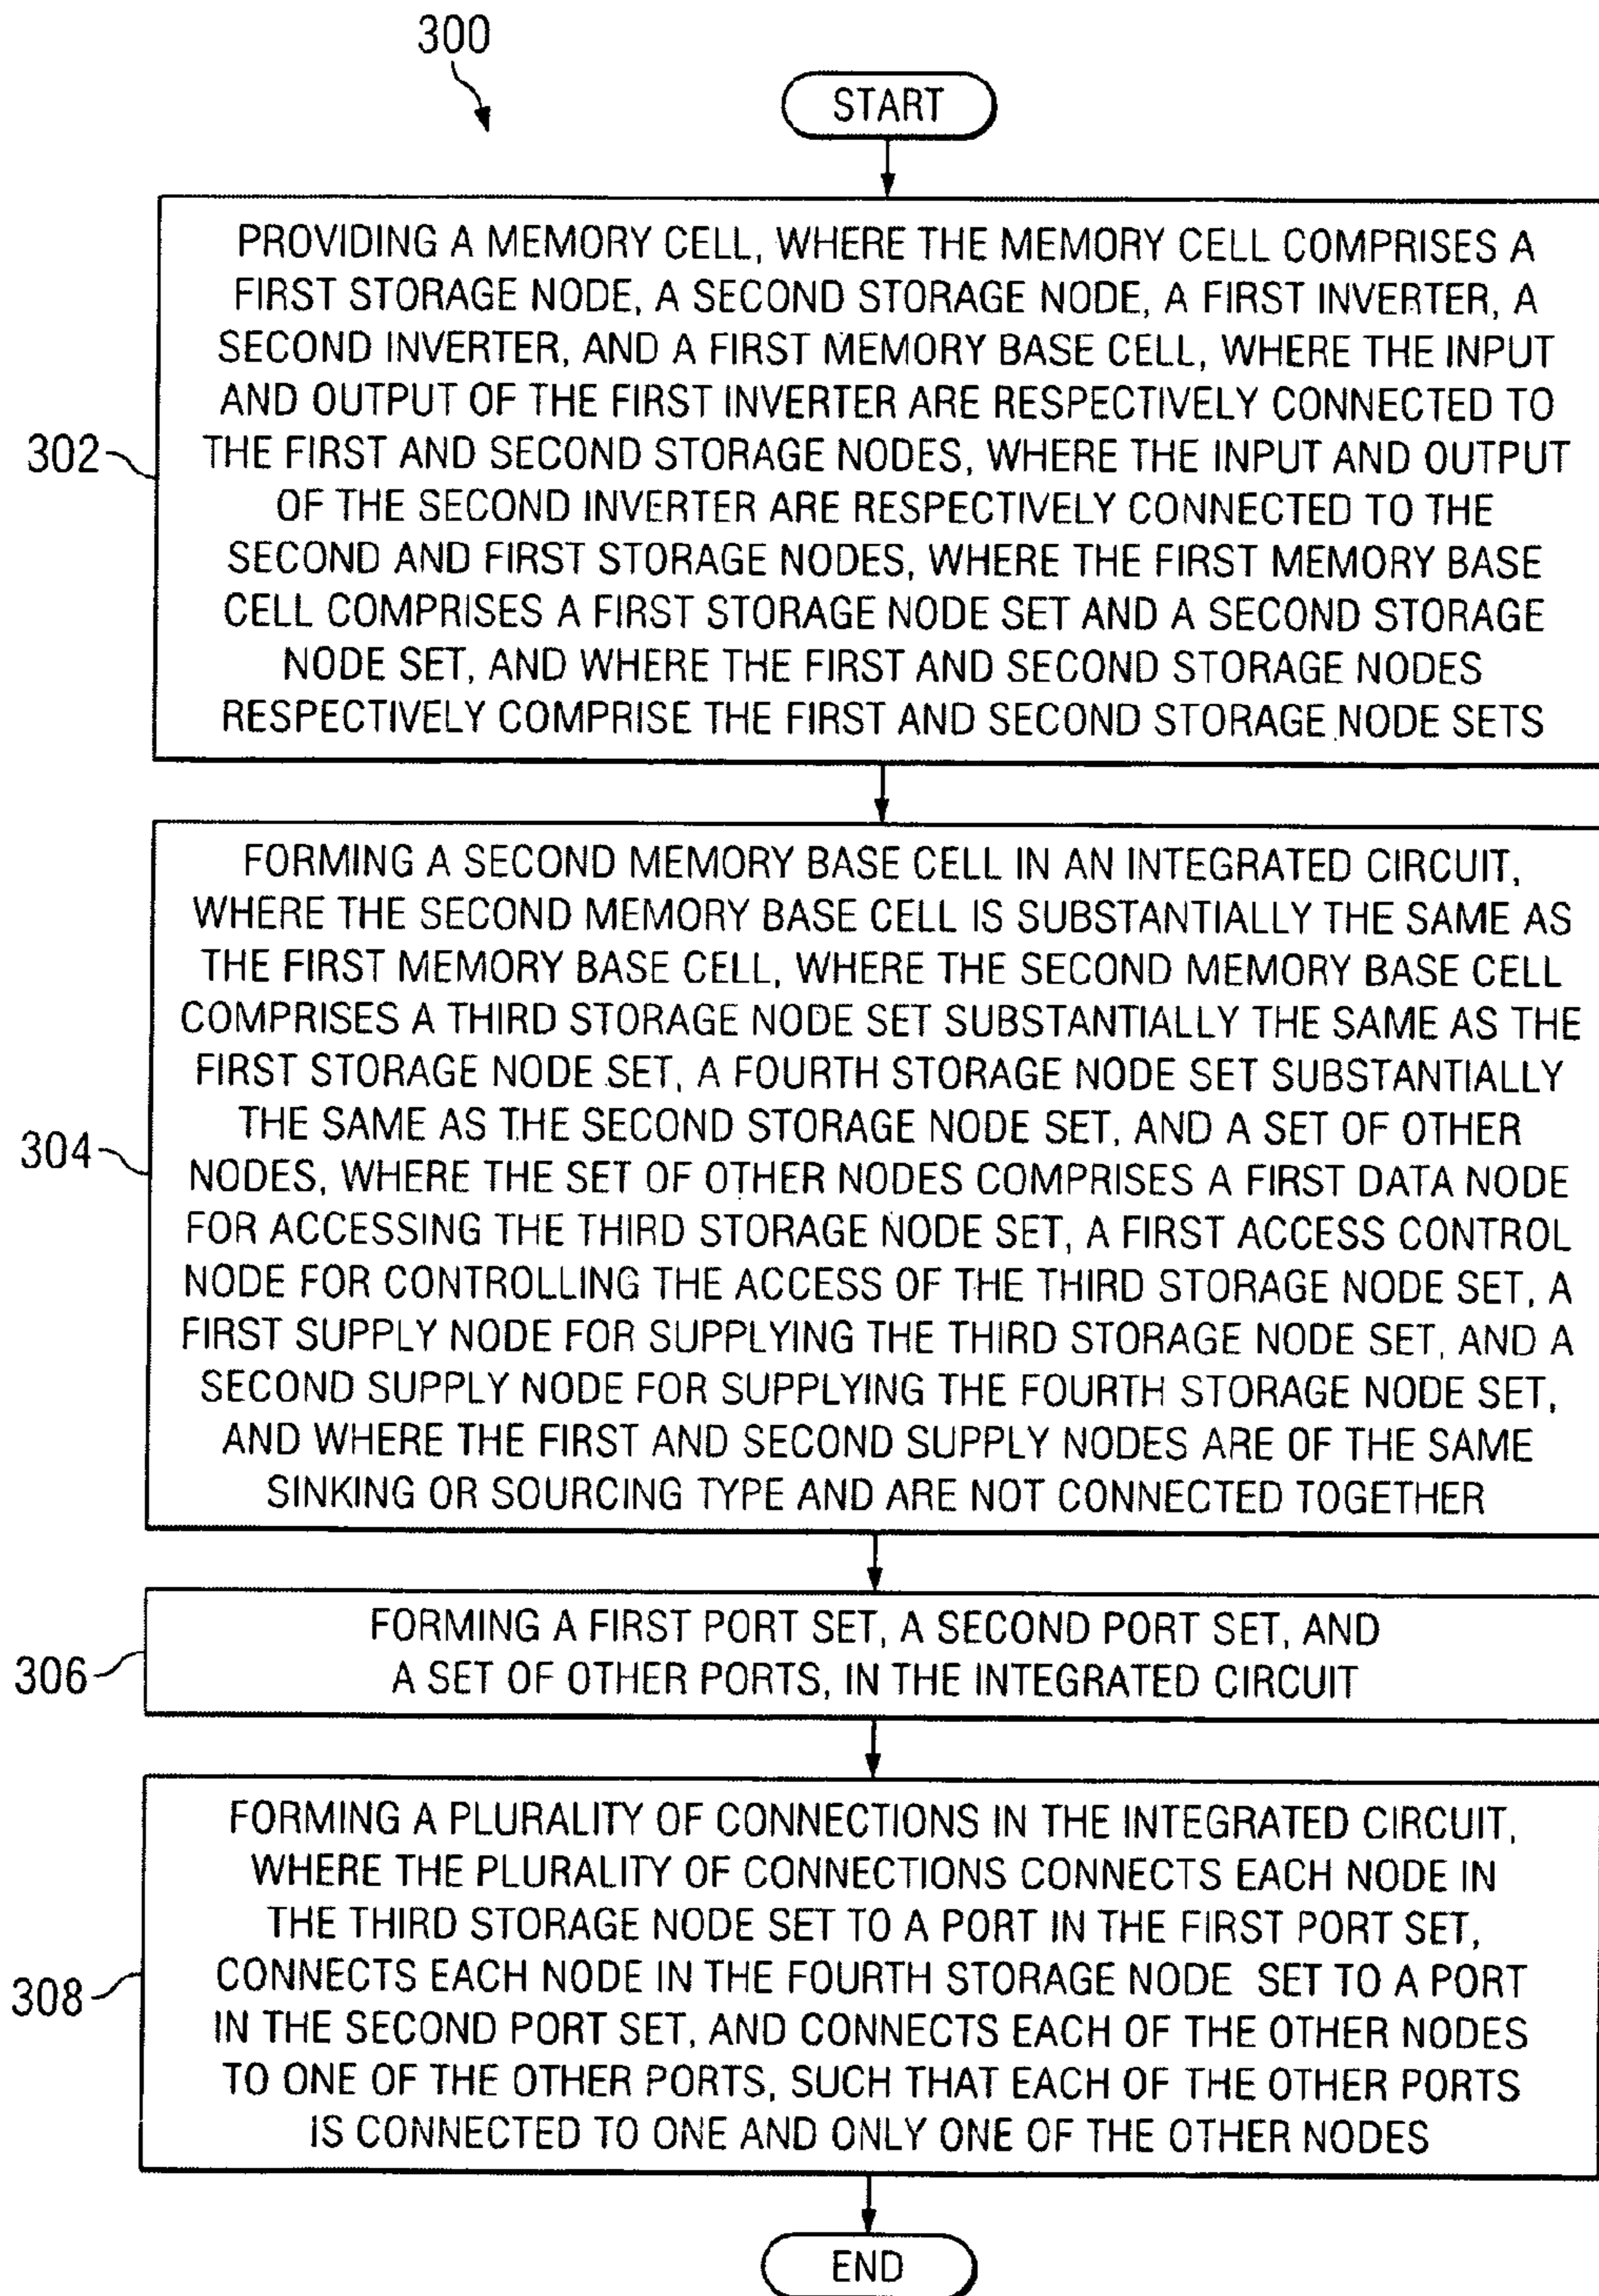 300
START
PROVIDING A MEMORY CELL, WHERE THE MEMORY CELL COMPRISES A
FIRST STORAGE NODE, A SECOND STORAGE NODE, A FIRST INVERTER, A
SECOND INVERTER, AND A FIRST MEMORY BASE CELL, WHERE THE INPUT
AND OUTPUT OF THE FIRST INVERTER ARE RESPECTIVELY CONNECTED TO
302
THE FIRST AND SECOND STORAGE NODES, WHERE THE INPUT AND OUTPUT
OF THE SECOND INVERTER ARE RESPECTIVELY CONNECTED TO THE
SECOND AND FIRST STORAGE NODES, WHERE THE FIRST MEMORY BASE
CELL COMPRISES A FIRST STORAGE NODE SET AND A SECOND STORAGE
NODE SET, AND WHERE THE FIRST AND SECOND STORAGE NODES
RESPECTIVELY COMPRISE THE FIRST AND SECOND STORAGE NODE SETS
FORMING A SECOND MEMORY BASE CELL IN AN INTEGRATED CIRCUIT,
WHERE THE SECOND MEMORY BASE CELL IS SUBSTANTIALLY THE SAME AS
THE FIRST MEMORY BASE CELL, WHERE THE SECOND MEMORY BASE CELL
COMPRISES A THIRD STORAGE NODE SET SUBSTANTIALLY THE SAME AS THE
FIRST STORAGE NODE SET, A FOURTH STORAGE NODE SET SUBSTANTIALLY
THE SAME AS THE SECOND STORAGE NODE SET, AND A SET OF OTHER
304
NODES, WHERE THE SET OF OTHER NODES COMPRISES A FIRST DATA NODE
FOR ACCESSING THE THIRD STORAGE NODE SET, A FIRST ACCESS CONTROL
NODE FOR CONTROLLING THE ACCESS OF THE THIRD STORAGE NODE SET, A
FIRST SUPPLY NODE FOR SUPPLYING THE THIRD STORAGE NODE SET, AND A
SECOND SUPPLY NODE FOR SUPPLYING THE FOURTH STORAGE NODE SET,
AND WHERE THE FIRST AND SECOND SUPPLY NODES ARE OF THE SAME
SINKING OR SOURCING TYPE AND ARE NOT CONNECTED TOGETHER
FORMING A FIRST PORT SET, A SECOND PORT SET, AND
306
A SET OF OTHER PORTS, IN THE INTEGRATED CIRCUIT
FORMING A PLURALITY OF CONNECTIONS IN THE INTEGRATED CIRCUIT,
WHERE THE PLURALITY OF CONNECTIONS CONNECTS EACH NODE IN
THE THIRD STORAGE NODE SET TO A PORT IN THE FIRST PORT SET,
308
CONNECTS EACH NODE IN THE FOURTH STORAGE NODE SET TO A PORT
IN THE SECOND PORT SET, AND CONNECTS EACH OF THE OTHER NODES
TO ONE OF THE OTHER PORTS, SUCH THAT EACH OF THE OTHER PORTS
IS CONNECTED TO ONE AND ONLY ONE OF THE OTHER NODES
END